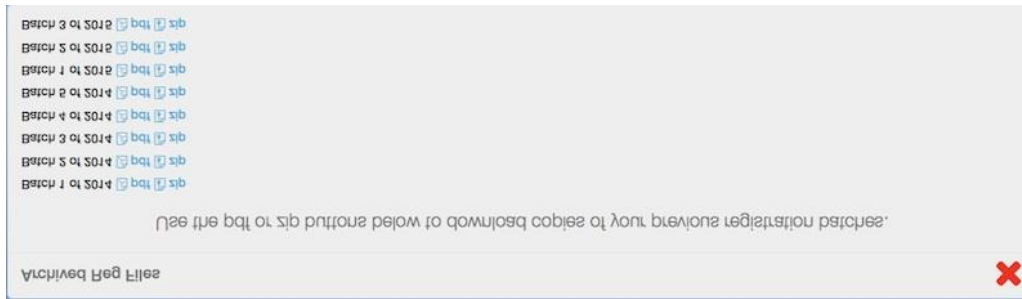 Archived Reg Files
Use the pdf or zip buttons below to download copies of your previous registration batches.
Batch 1 of 2014 pdf zip
Batch 2 of 2014 pdf zip
Batch 3 of 2014 pdf zip
Batch 4 of 2014 pdf zip
Batch 5 of 2014 pdf zip
Batch 1 of 2015 pdf zip
Batch 2 of 2015 pdf zip
Batch 3 of 2015 pdf zip